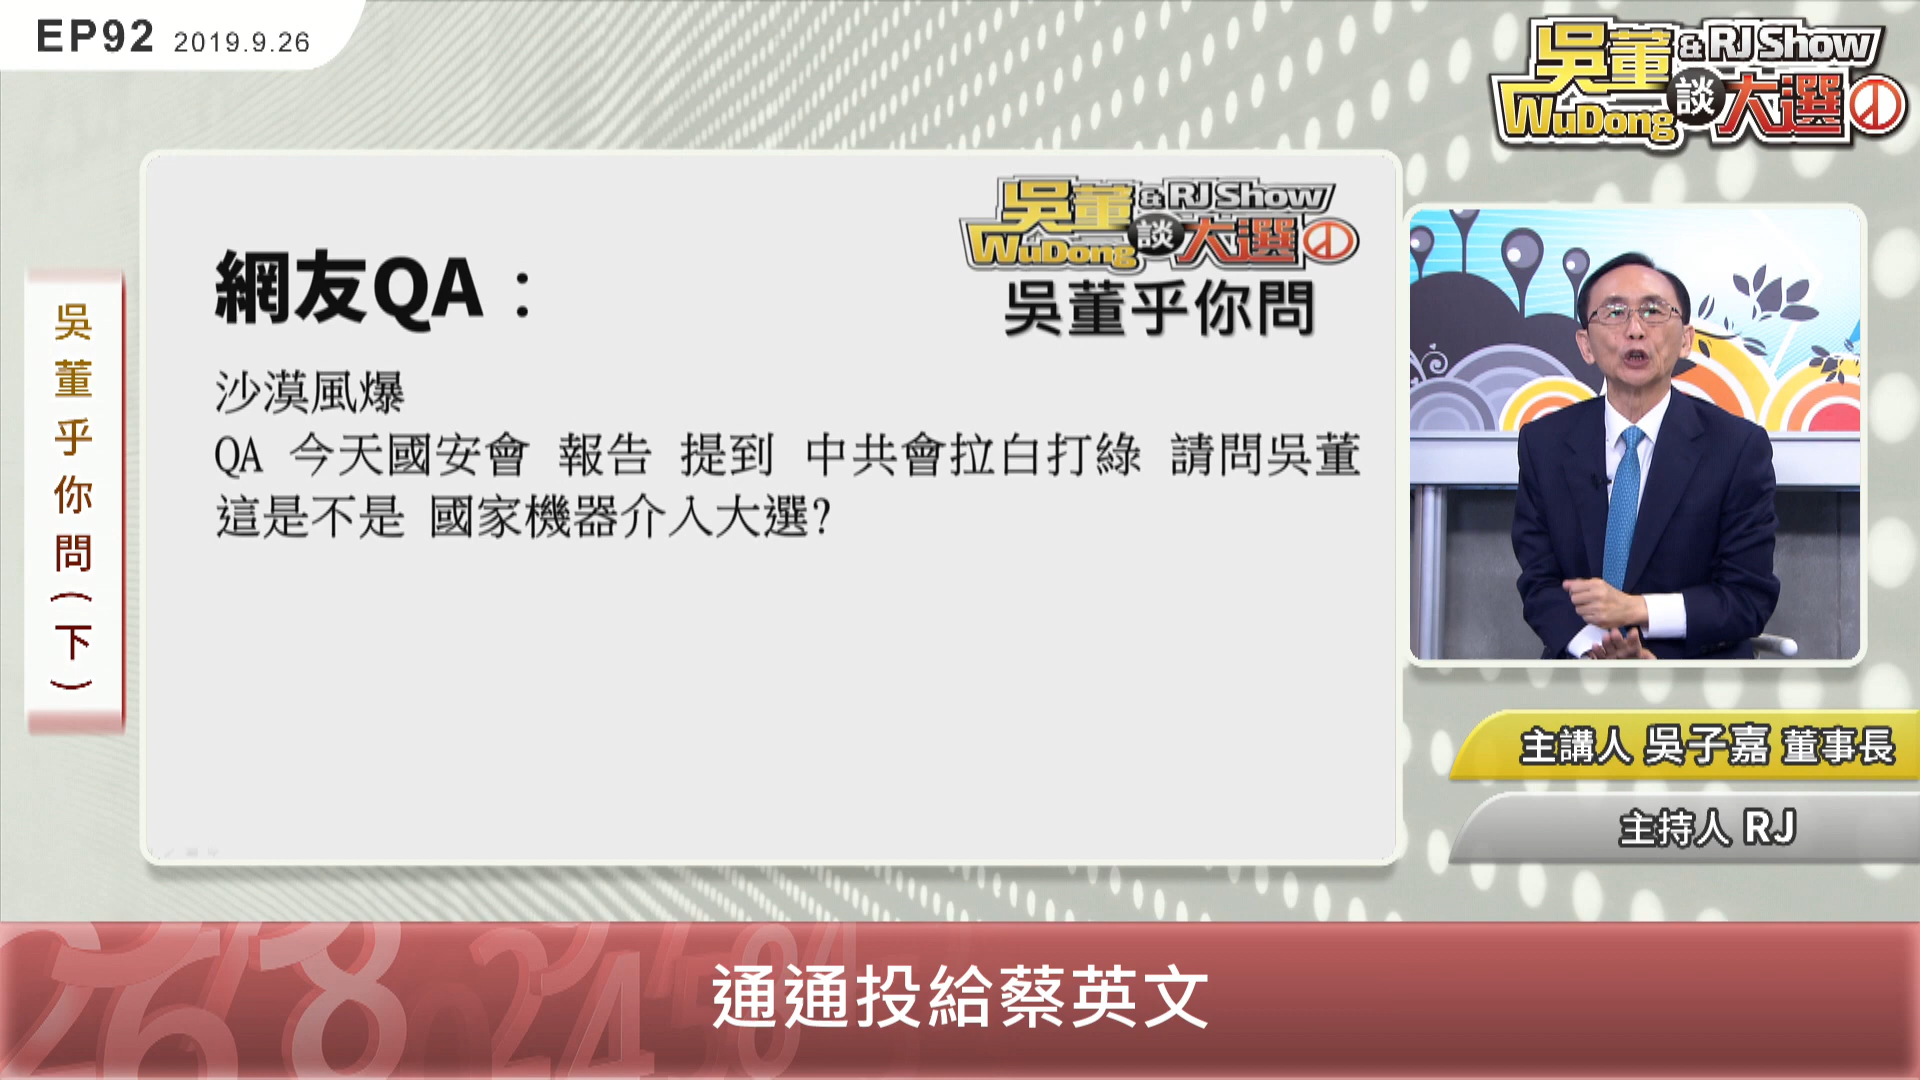 EP92 2019.9.26
吳董 & RJ Show
WuDong 談 大選
吳董 & RJ Show
WuDong 談 大選
吳董乎你問
網友QA：
沙漠風爆
QA 今天國安會 報告 提到 中共會拉白打綠 請問吳董
這是不是 國家機器介入大選?
吳董乎你問(下)
主講人 吳子嘉 董事長
主持人 RJ
通通投給蔡英文